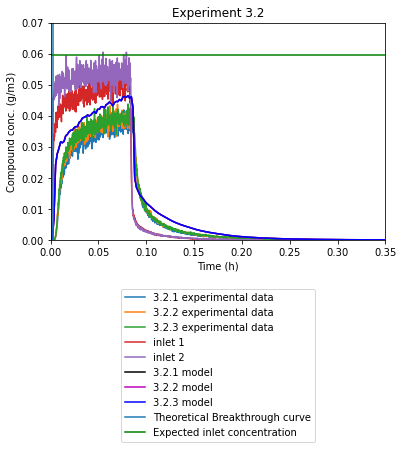 Experiment 3.2
Compound conc. (g/m3)
0.07
0.06
0.05
0.04
0.03
0.02
0.01
0.00
0.00 0.05 0.10 0.15 0.20 0.25 0.30 0.35
Time (h)
3.2.1 experimental data
3.2.2 experimental data
3.2.3 experimental data
inlet 1
inlet 2
3.2.1 model
3.2.2 model
3.2.3 model
Theoretical Breakthrough curve
Expected inlet concentration